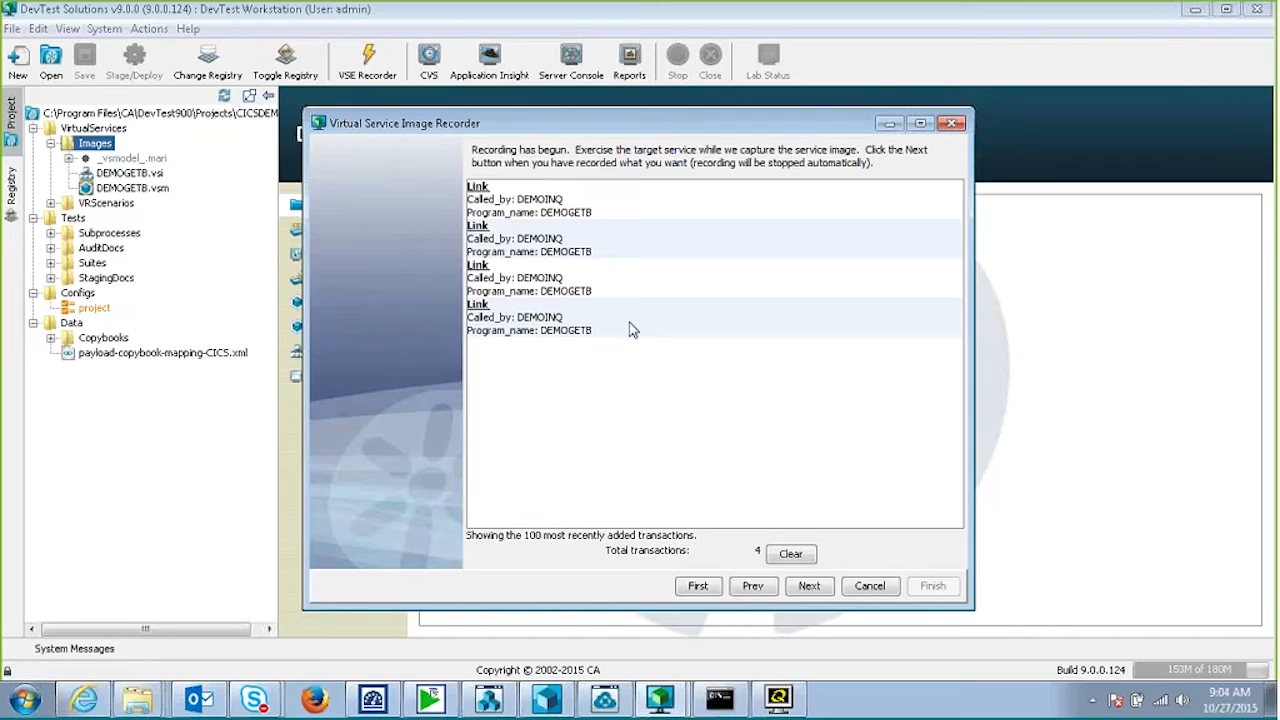 DevTest Solutions v9.0.0 (9.0.0.124) : DevTest Workstation (User: admin)
File Edit View System Actions Help
New Open Save Stage/Deploy Change Registry Toggle Registry VSE Recorder CVS Application Insight Server Console Reports Stop Close Lab Status
Project
Registry
C:\Program Files\CA\DevTest900\Projects\CICSDEM
VirtualServices
Images
_vsmodel_.mari
DEMOGETB.vsi
DEMOGETB.vsm
VRScenarios
Tests
Subprocesses
AuditDocs
Suites
StagingDocs
Configs
project
Data
Copybooks
payload-copybook-mapping-CICS.xml
Virtual Service Image Recorder
Recording has begun. Exercise the target service while we capture the service image. Click the Next
button when you have recorded what you want (recording will be stopped automatically).
Link
Called_by: DEMOINQ
Program_name: DEMOGETB
Link
Called_by: DEMOINQ
Program_name: DEMOGETB
Link
Called_by: DEMOINQ
Program_name: DEMOGETB
Link
Called_by: DEMOINQ
Program_name: DEMOGETB
Showing the 100 most recently added transactions.
Total transactions: 4 Clear
First Prev Next Cancel Finish
System Messages
Copyright © 2002-2015 CA
Build 9.0.0.124 153M of 180M
9:04 AM
10/27/2015